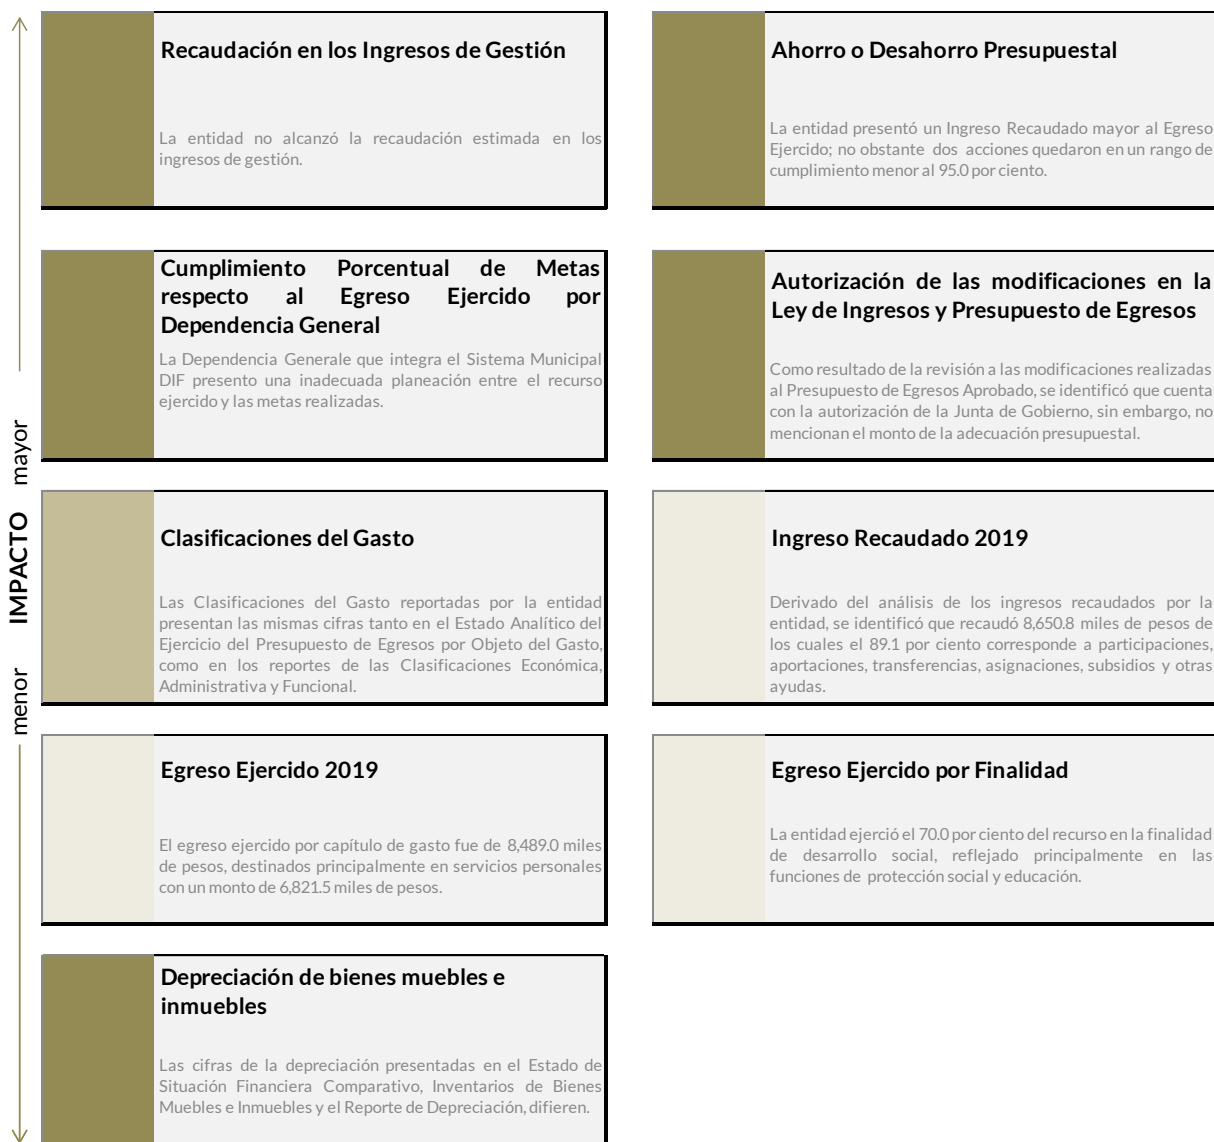 Recaudación en los Ingresos de Gestión
La entidad no alcanzó la recaudación estimada en los
ingresos de gestión.
Ahorro o Desahorro Presupuestal
La entidad presentó un Ingreso Recaudado mayor al Egreso
Ejercido; no obstante dos acciones quedaron en un rango de
cumplimiento menor al 95.0 por ciento.
Cumplimiento Porcentual de Metas
respecto al Egreso Ejercido por
Dependencia General
La Dependencia Generale que integra el Sistema Municipal
DIF presento una inadecuada planeación entre el recurso
ejercido y las metas realizadas.
Autorización de las modificaciones en la
Ley de Ingresos y Presupuesto de Egresos
Como resultado de la revisión a las modificaciones realizadas
al Presupuesto de Egresos Aprobado, se identificó que cuenta
con la autorización de la Junta de Gobierno, sin embargo, no
mencionan el monto de la adecuación presupuestal.
menor IMPACTO mayor
Clasificaciones del Gasto
Las Clasificaciones del Gasto reportadas por la entidad
presentan las mismas cifras tanto en el Estado Analítico del
Ejercicio del Presupuesto de Egresos por Objeto del Gasto,
como en los reportes de las Clasificaciones Económica,
Administrativa y Funcional.
Ingreso Recaudado 2019
Derivado del análisis de los ingresos recaudados por la
entidad, se identificó que recaudó 8,650.8 miles de pesos de
los cuales el 89.1 por ciento corresponde a participaciones,
aportaciones, transferencias, asignaciones, subsidios y otras
ayudas.
Egreso Ejercido 2019
El egreso ejercido por capítulo de gasto fue de 8,489.0 miles
de pesos, destinados principalmente en servicios personales
con un monto de 6,821.5 miles de pesos.
Egreso Ejercido por Finalidad
La entidad ejerció el 70.0 por ciento del recurso en la finalidad
de desarrollo social, reflejado principalmente en las
funciones de protección social y educación.
Depreciación de bienes muebles e
inmuebles
Las cifras de la depreciación presentadas en el Estado de
Situación Financiera Comparativo, Inventarios de Bienes
Muebles e Inmuebles y el Reporte de Depreciación, difieren.